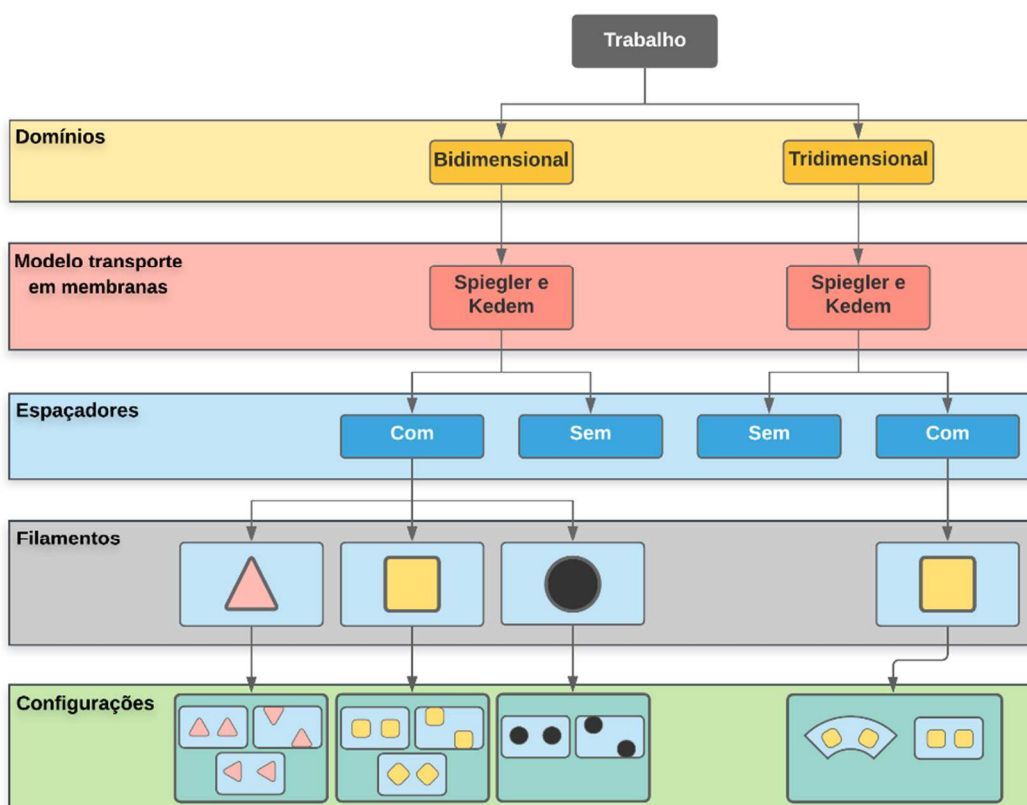 Trabalho
Domínios
Bidimensional
Tridimensional
Modelo transporte
em membranas
Spiegler e
Kedem
Spiegler e
Kedem
Espaçadores
Com
Sem
Sem
Com
Filamentos
Configurações